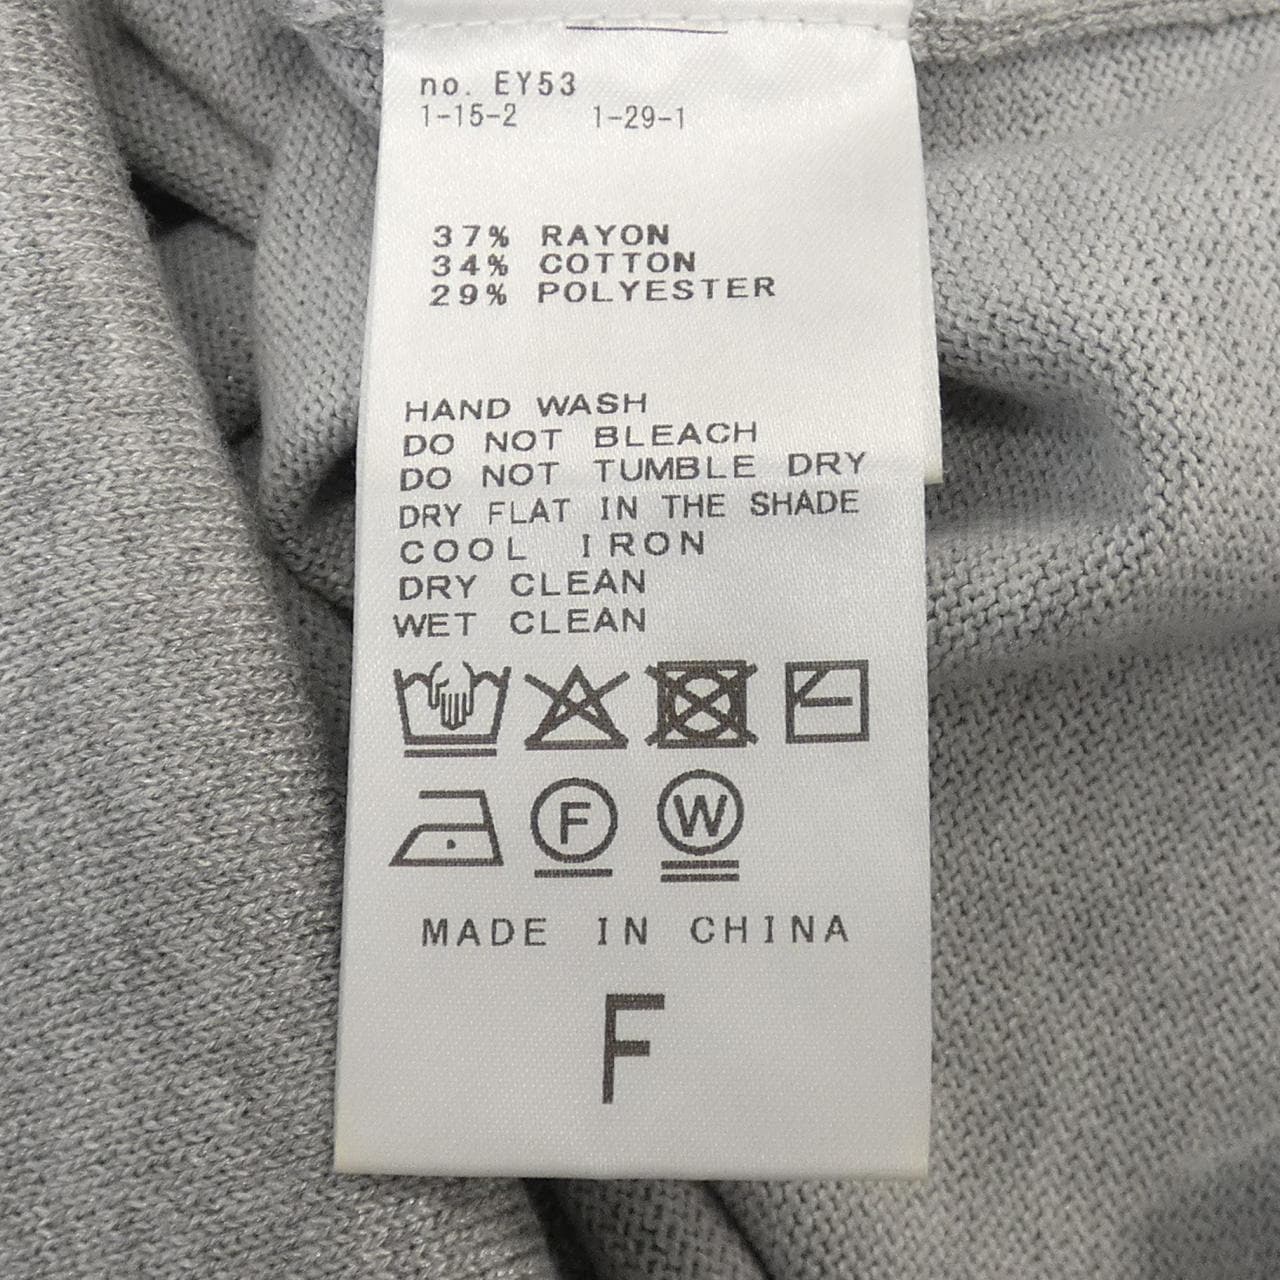 no. EY53
1-15-2 1-29-1
37% RAYON
34% COTTON
29% POLYESTER
HAND WASH
DO NOT BLEACH
DO NOT TUMBLE DRY
DRY FLAT IN THE SHADE
COOL IRON
DRY CLEAN
WET CLEAN
F W
MADE IN CHINA
F